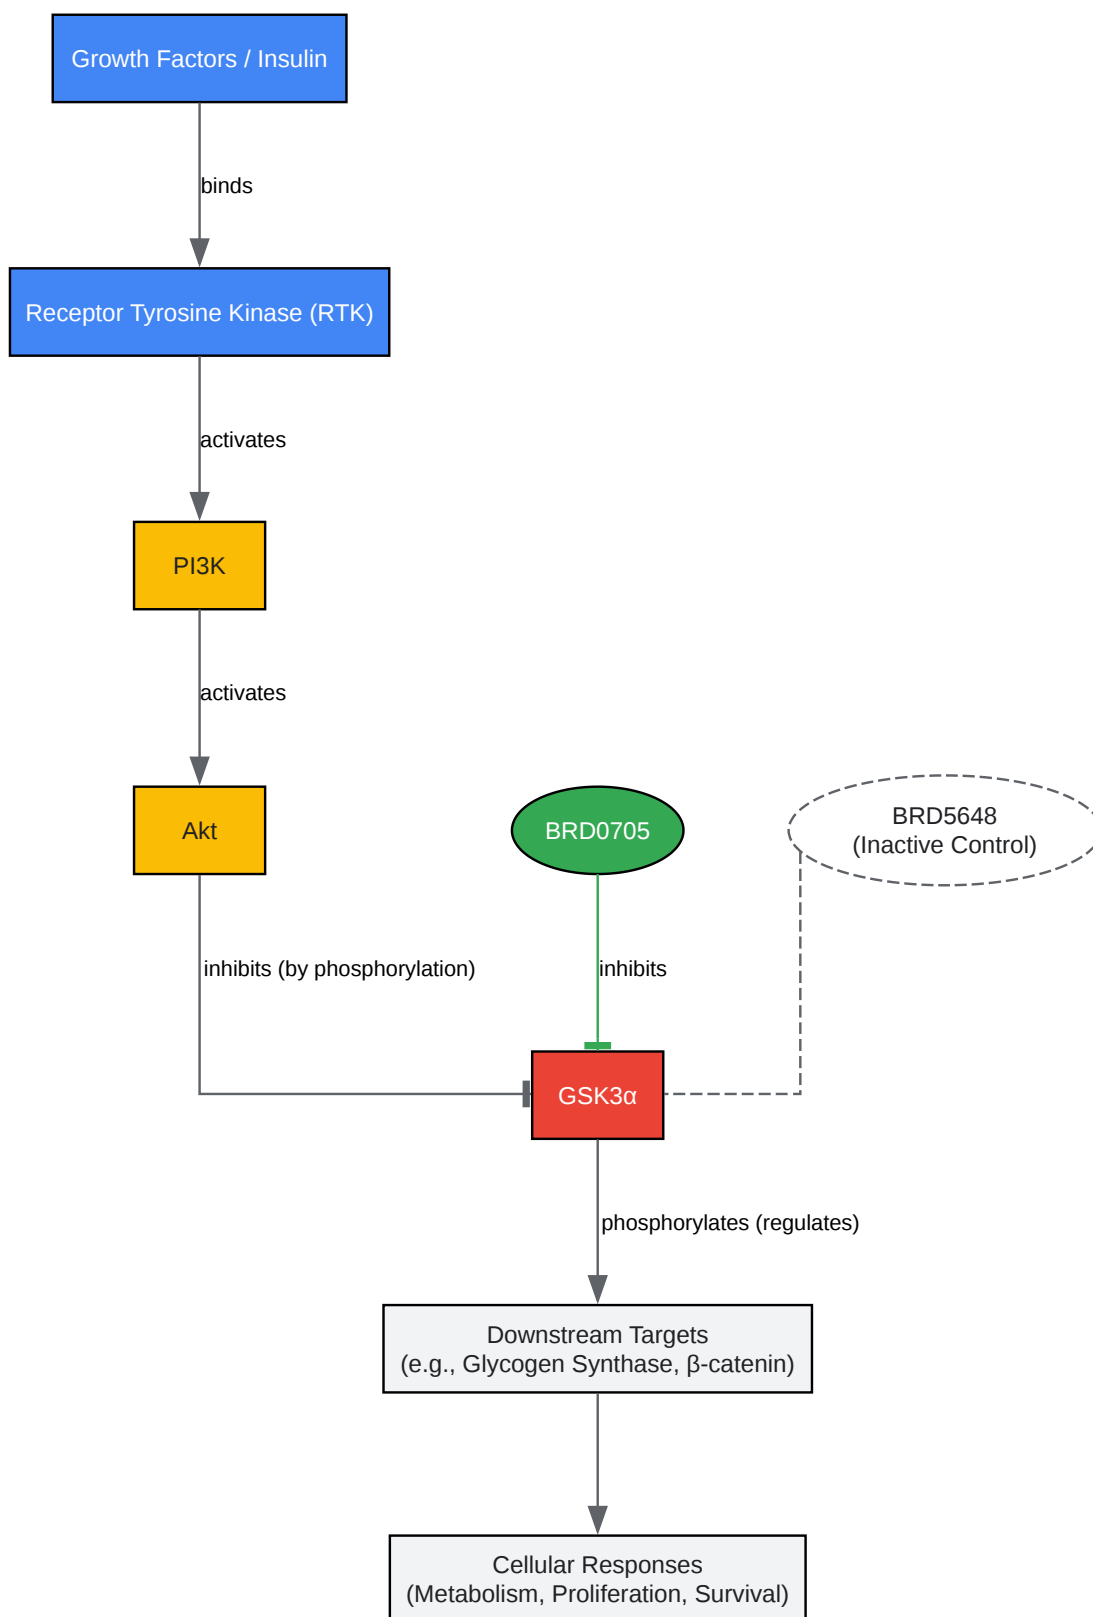 Growth Factors / Insulin
binds
Receptor Tyrosine Kinase (RTK)
activates
PI3K
activates
Akt
BRD0705
BRD5648
(Inactive Control)
inhibits (by phosphorylation)
inhibits
GSK3α
phosphorylates (regulates)
Downstream Targets
(e.g., Glycogen Synthase, β-catenin)
Cellular Responses
(Metabolism, Proliferation, Survival)